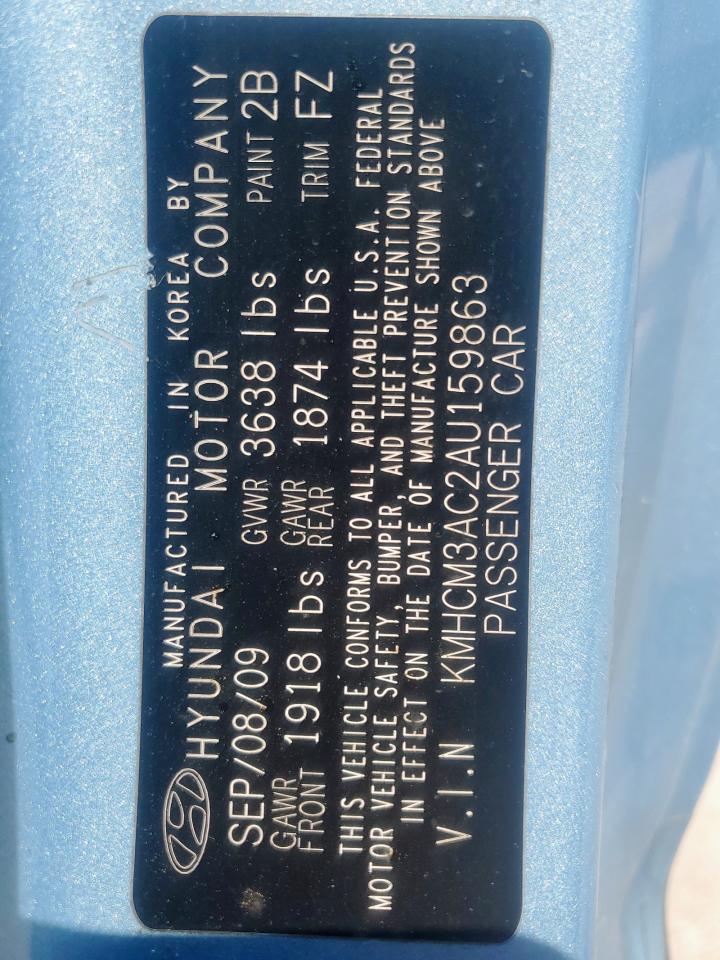 MANUFACTURED IN KOREA BY
HYUNDAI MOTOR COMPANY
SEP/08/09 GVWR 3638 lbs PAINT 2B
GAWR FRONT 1918 lbs GAWR REAR 1874 lbs TRIM FZ
THIS VEHICLE CONFORMS TO ALL APPLICABLE U.S.A. FEDERAL
MOTOR VEHICLE SAFETY, BUMPER, AND THEFT PREVENTION STANDARDS
IN EFFECT ON THE DATE OF MANUFACTURE SHOWN ABOVE
V.I.N KMHCM3AC2AU159863
PASSENGER CAR